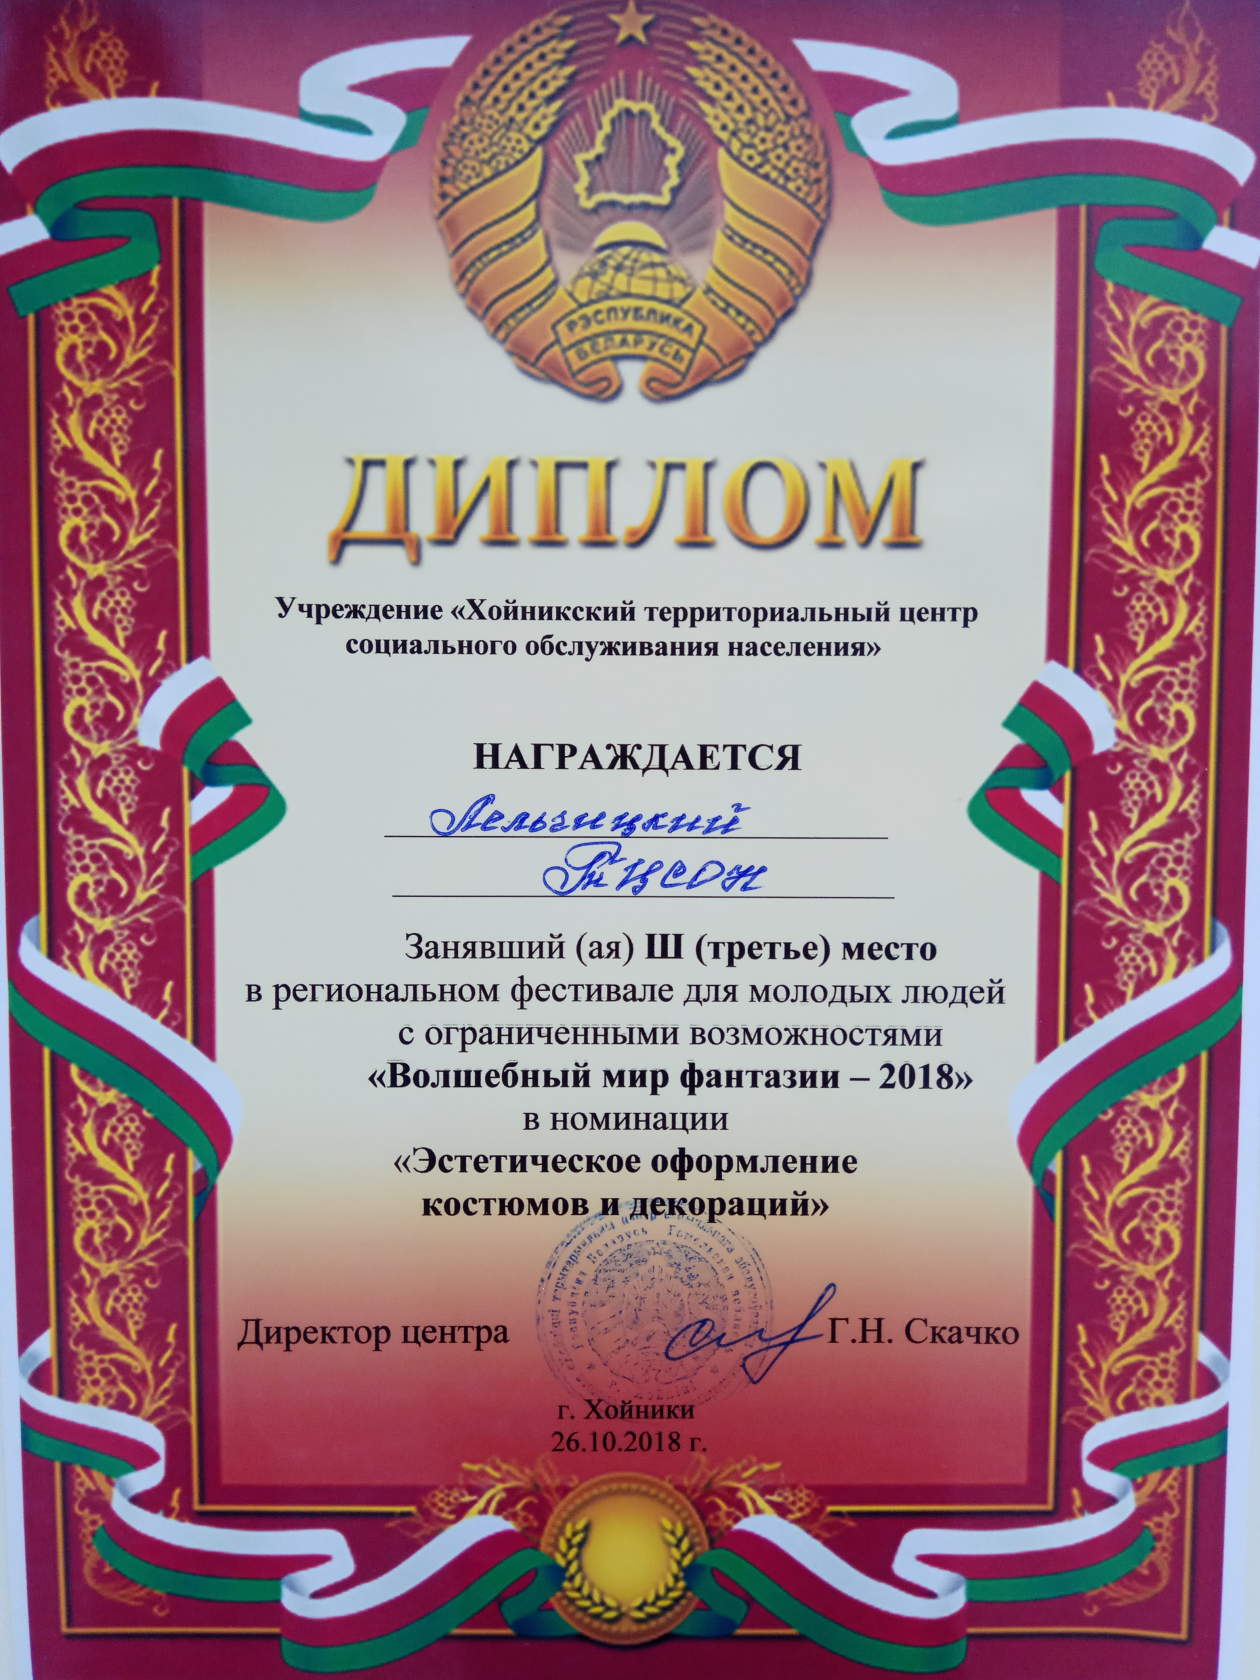 РЭСПУБЛІКА
БЕЛАРУСЬ
ДИПЛОМ
Учреждение «Хойникский территориальный центр
социального обслуживания населения»
НАГРАЖДАЕТСЯ
Лельчицкий
ТЦСОН
Занявший (ая) Ш (третье) место
в региональном фестивале для молодых людей
с ограниченными возможностями
«Волшебный мир фантазии – 2018»
в номинации
«Эстетическое оформление
костюмов и декораций»
Директор центра Г.Н. Скачко
г. Хойники
26.10.2018 г.